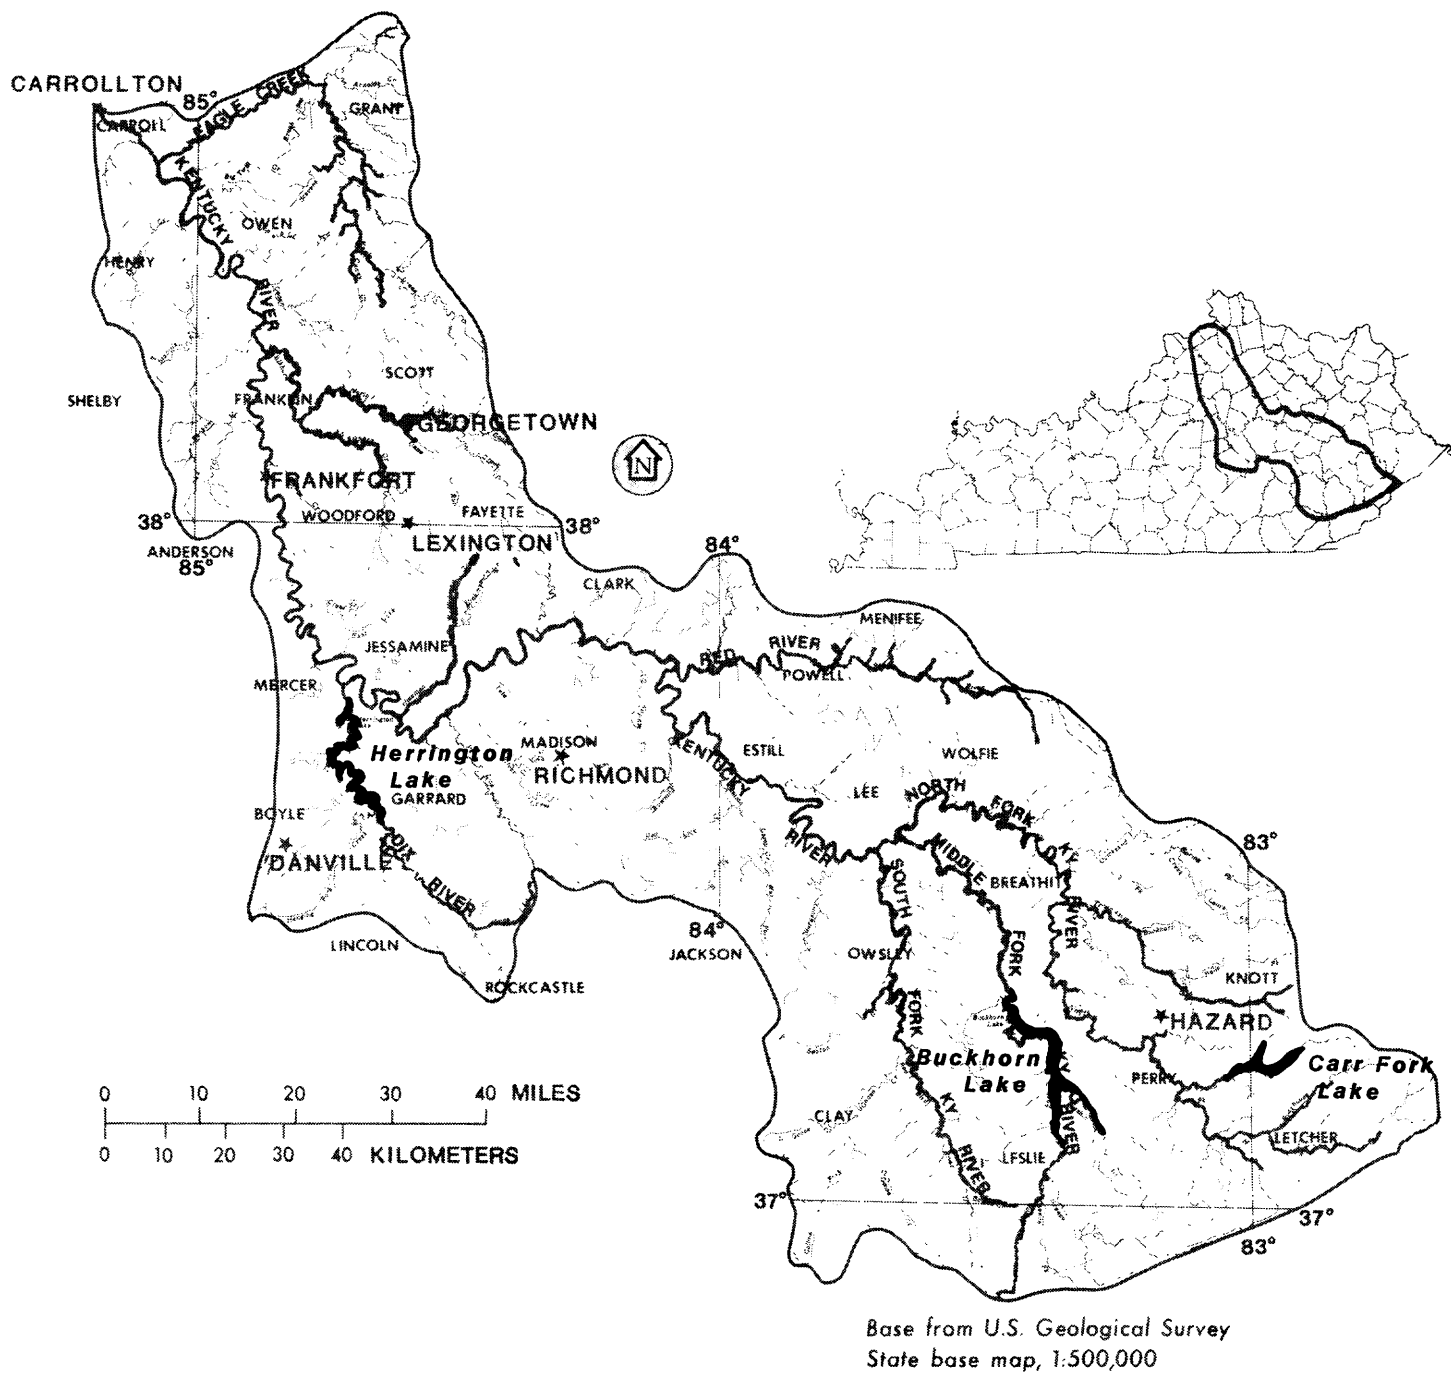 CARROLLTON
85°
EAGLE CREEK
GRANT
CARROLL
KENTUCKY
OWEN
HENRY
RIVER
SCOTT
SHELBY
FRANKLIN
GEORGETOWN
N
FRANKFORT
WOODFORD
FAYETTE
38°
38°
LEXINGTON
ANDERSON
85°
84°
CLARK
MENIFEE
JESSAMINE
RED
RIVER
POWELL
MERCER
Herrington
Lake
MADISON
RICHMOND
KENTUCKY
ESTILL
WOLFIE
GARRARD
LEE
NORTH
FORK
BOYLE
RIVER
KY
83°
DANVILLE
DIX
MIDDLE
BREATHIT
SOUTH
RIVER
RIVER
LINCOLN
84°
JACKSON
OWSLEY
FORK
KNOTT
ROCKCASTLE
FORK
HAZARD
Buckhorn
Lake
KY
Carr Fork
Lake
PERRY
0 10 20 30 40 MILES
0 10 20 30 40 KILOMETERS
CLAY
KY
RIVER
LETCHER
RIVER
LESLIE
37°
37°
83°
Base from U.S. Geological Survey
State base map, 1:500,000